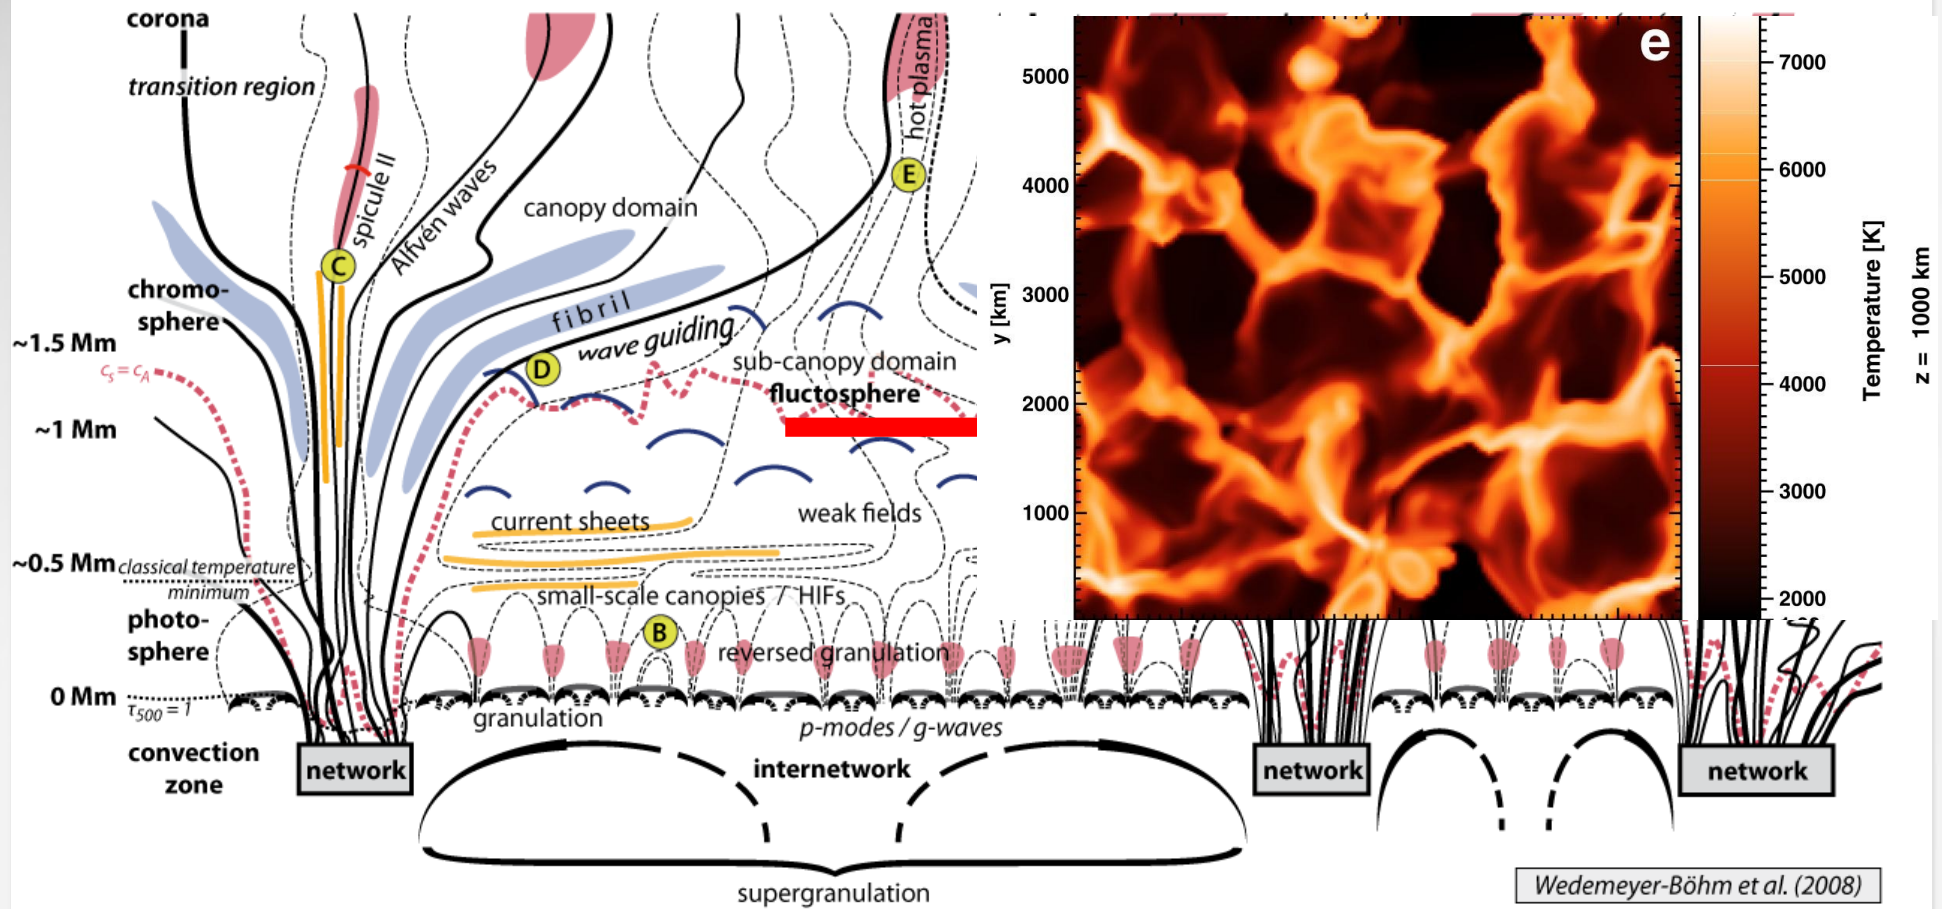 corona
transition region
spicule II
Alfvén waves
canopy domain
hot plasma
C
E
chromo-
sphere
fibril
wave guiding
D
~1.5 Mm
cS = cA
sub-canopy domain
fluctosphere
~1 Mm
current sheets
weak fields
~0.5 Mm
classical temperature
minimum
small-scale canopies / HIFs
photo-
sphere
B
reversed granulation
0 Mm
τ500 = 1
granulation
p-modes / g-waves
convection
zone
network
internetwork
network
network
supergranulation
Wedemeyer-Böhm et al. (2008)
e
5000
4000
3000
2000
1000
y [km]
7000
6000
5000
4000
3000
2000
Temperature [K]
z = 1000 km